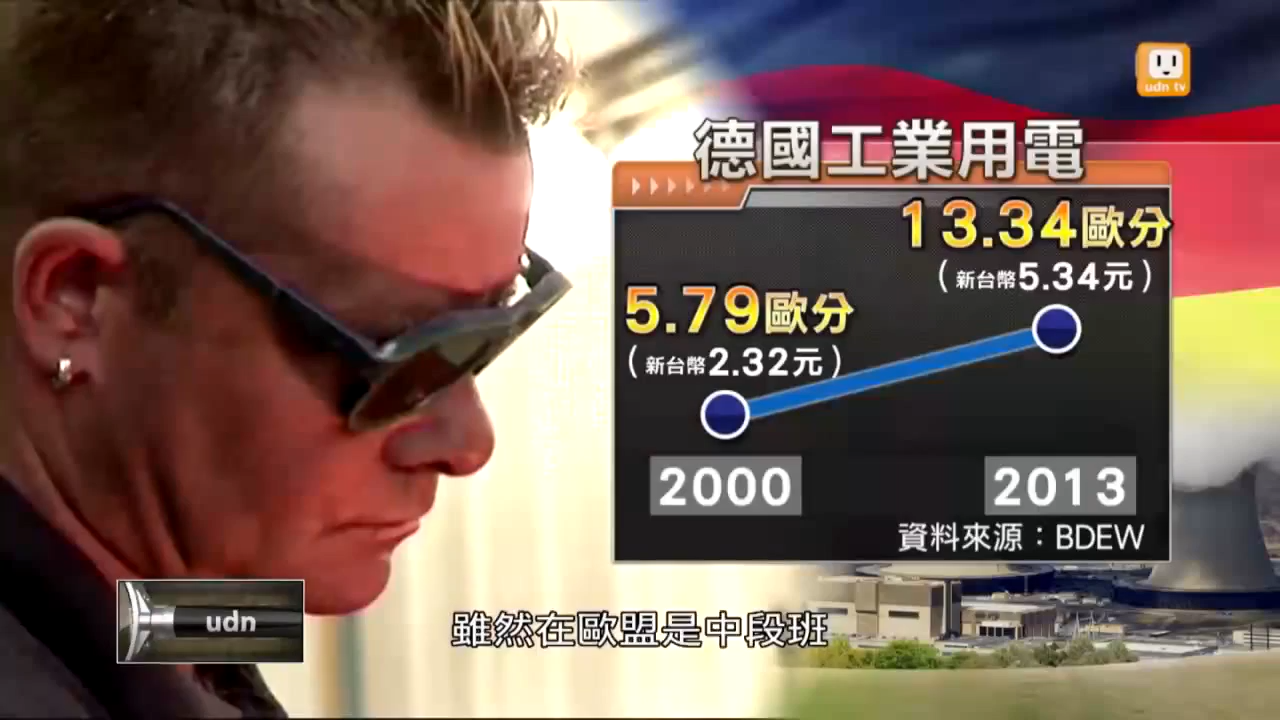 udn tv
德國工業用電
13.34歐分
(新台幣5.34元)
5.79歐分
(新台幣2.32元)
2000
2013
資料來源：BDEW
udn
雖然在歐盟是中段班